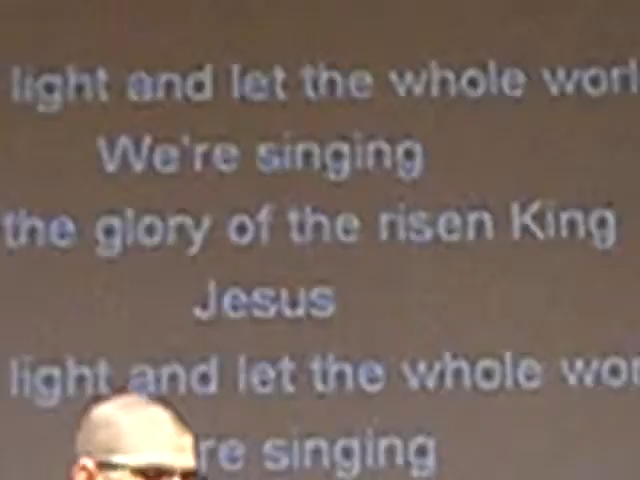 light and let the whole worl
We're singing
the glory of the risen King
Jesus
light and let the whole wor
re singing